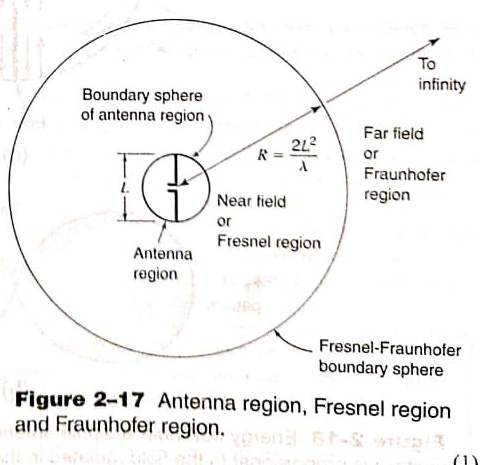 To
infinity
Boundary sphere
of antenna region
R = 2L²/λ
Far field
or
Fraunhofer
region
L
Near field
or
Fresnel region
Antenna
region
Fresnel-Fraunhofer
boundary sphere
Figure 2–17 Antenna region, Fresnel region
and Fraunhofer region.
(1)